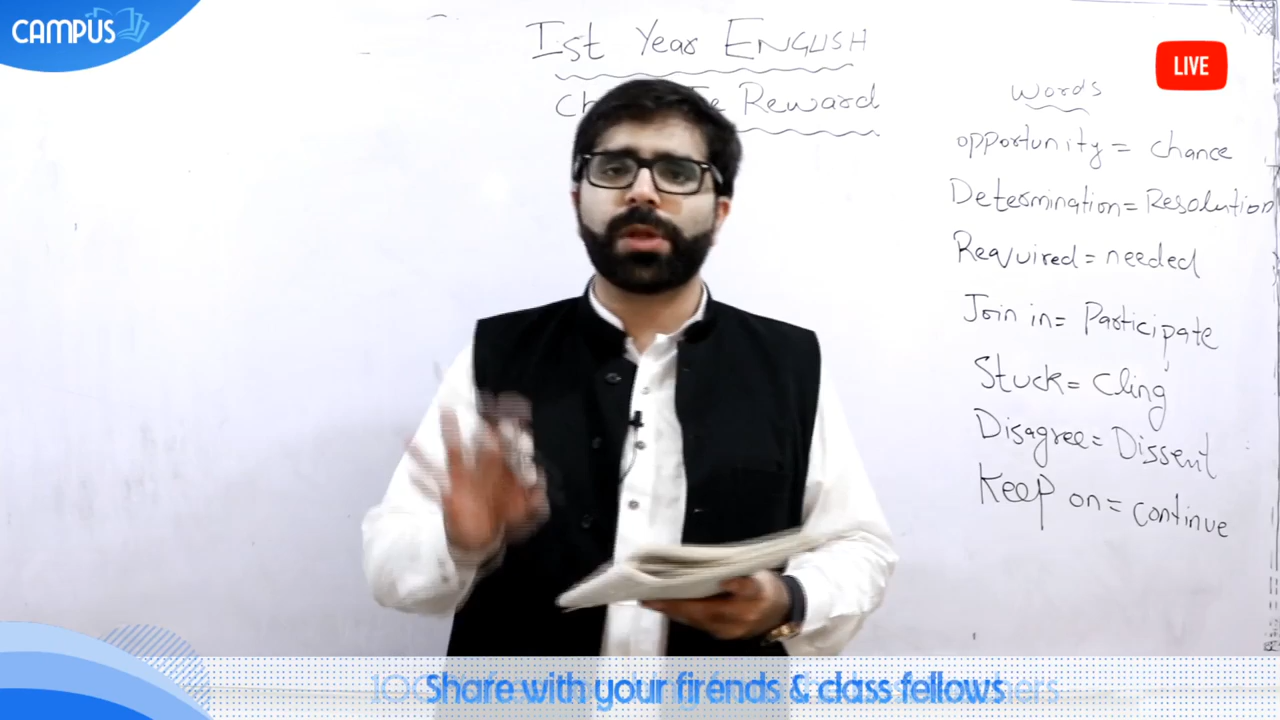 CAMPUS
Ist Year ENGLISH
Reward
LIVE
Words
opportunity = chance
Determination = Resolution
Required = needed
Join in = Participate
Stuck = Cling
Disagree = Dissent
Keep on = continue
Share with your firends & class fellows